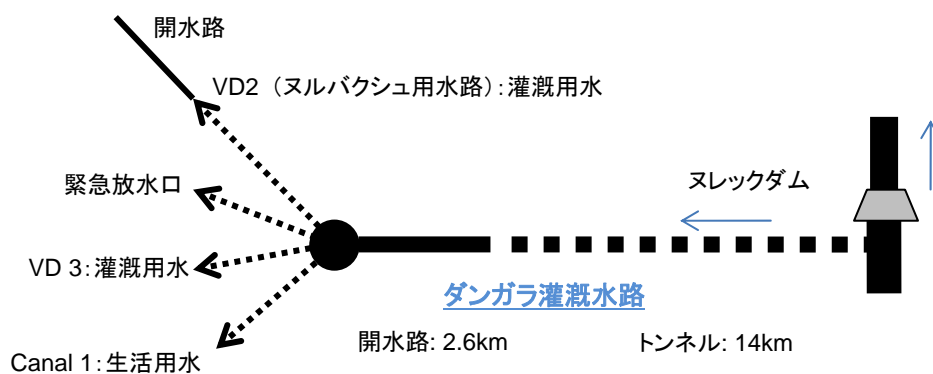 開水路
VD2 (ヌルバクシュ用水路):灌漑用水
緊急放水口
ヌレックダム
VD 3:灌漑用水
ダンガラ灌漑水路
開水路: 2.6km
トンネル: 14km
Canal 1:生活用水